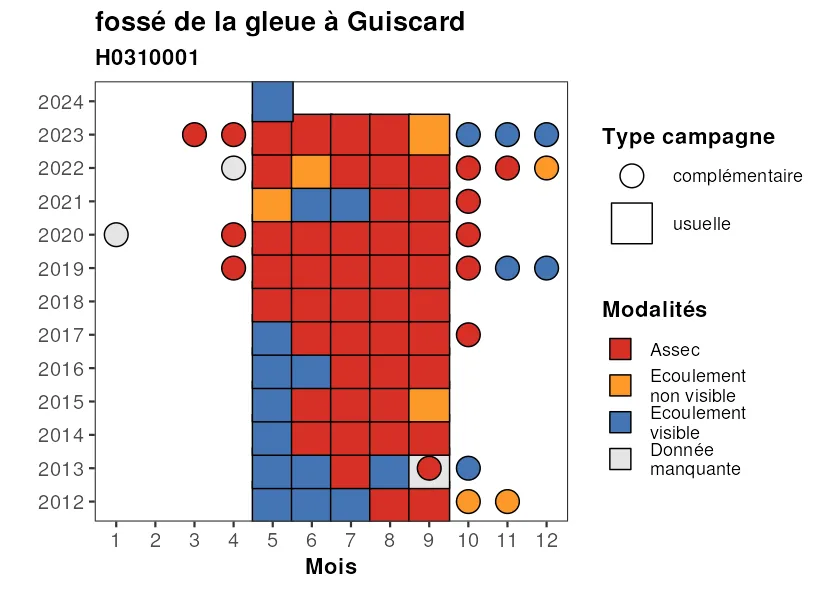 fossé de la gleue à Guiscard
H0310001
2024
2023
2022
2021
2020
2019
2018
2017
2016
2015
2014
2013
2012
1 2 3 4 5 6 7 8 9 10 11 12
Mois
Type campagne
complémentaire
usuelle
Modalités
Assec
Ecoulement
non visible
Ecoulement
visible
Donnée
manquante